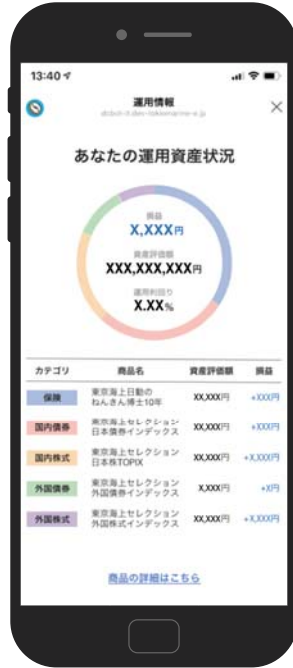 13:40
運用情報
あなたの運用資産状況
損益
X,XXX円
資産評価額
XXX,XXX,XXX円
運用利回り
X.XX%
カテゴリ 商品名 資産評価額 損益
保険 東京海上日動の ねんきん博士10年 XX,XXX円 +XXX円
国内債券 東京海上セレクション 日本債券インデックス XX,XXX円 +XXX円
国内株式 東京海上セレクション 日本株TOPIX XX,XXX円 +X,XXX円
外国債券 東京海上セレクション 外国債券インデックス X,XXX円 +X円
外国株式 東京海上セレクション 外国株式インデックス XX,XXX円 +X,XXX円
商品の詳細はこちら